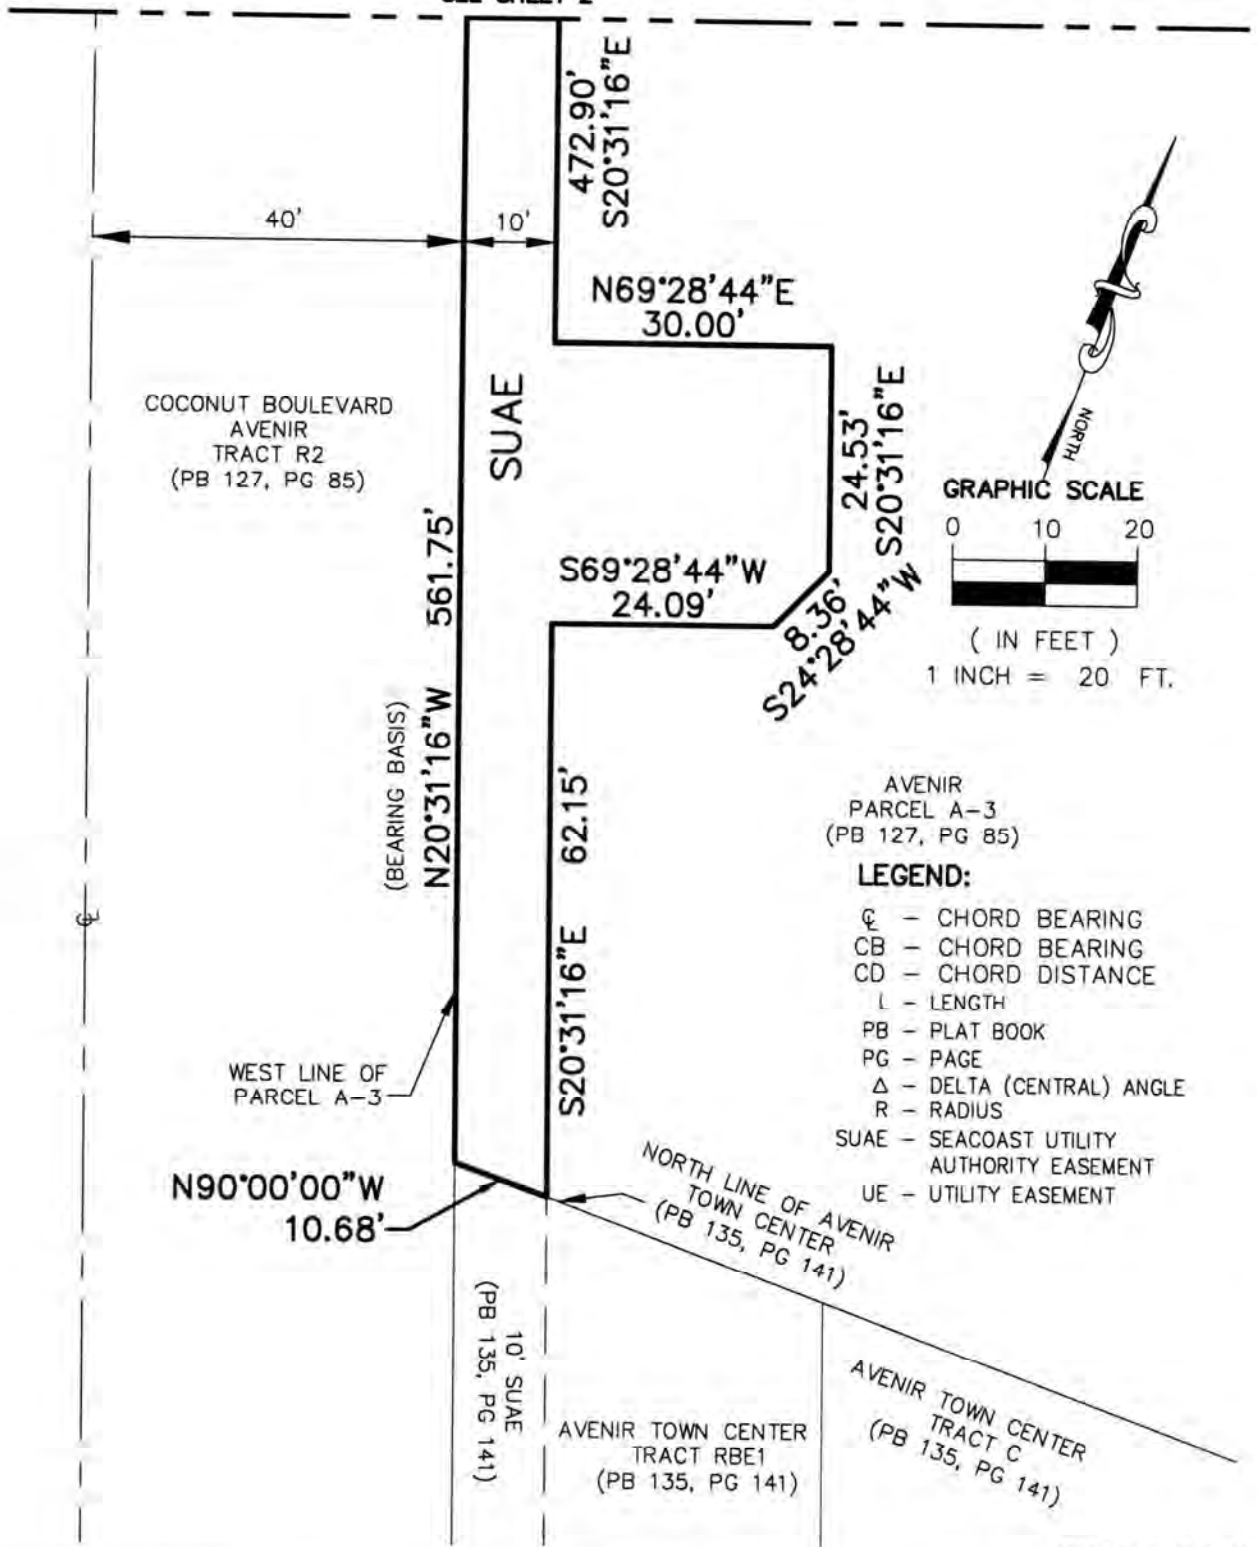 472.90'
S20°31'16"E
40'
10'
N69°28'44"E
30.00'
NORTH
COCONUT BOULEVARD
AVENIR
TRACT R2
(PB 127, PG 85)
SUAE
24.53'
S20°31'16"E
GRAPHIC SCALE
0 10 20
( IN FEET )
1 INCH = 20 FT.
S69°28'44"W
24.09'
8.36'
S24°28'44"W
561.75'
N20°31'16"W
(BEARING BASIS)
62.15'
S20°31'16"E
AVENIR
PARCEL A-3
(PB 127, PG 85)
LEGEND:
℄ - CHORD BEARING
CB - CHORD BEARING
CD - CHORD DISTANCE
L - LENGTH
PB - PLAT BOOK
PG - PAGE
Δ - DELTA (CENTRAL) ANGLE
R - RADIUS
SUAE - SEACOAST UTILITY
AUTHORITY EASEMENT
UE - UTILITY EASEMENT
℄
WEST LINE OF
PARCEL A-3
N90°00'00"W
10.68'
NORTH LINE OF AVENIR
TOWN CENTER
(PB 135, PG 141)
10' SUAE
(PB 135, PG 141)
AVENIR TOWN CENTER
TRACT RBE1
(PB 135, PG 141)
AVENIR TOWN CENTER
TRACT C
(PB 135, PG 141)